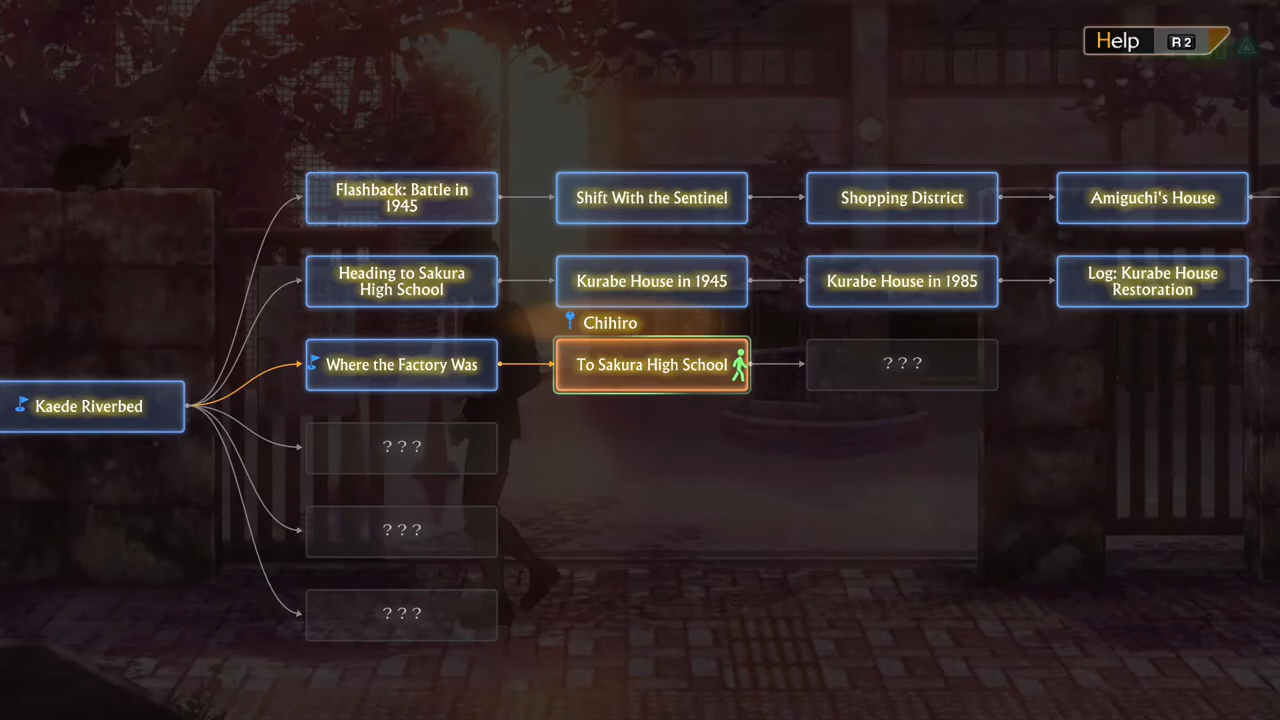 Help R2
Flashback: Battle in
1945
Shift With the Sentinel
Shopping District
Amiguchi's House
Heading to Sakura
High School
Kurabe House in 1945
Kurabe House in 1985
Log: Kurabe House
Restoration
Chihiro
Where the Factory Was
To Sakura High School
???
Kaede Riverbed
???
???
???